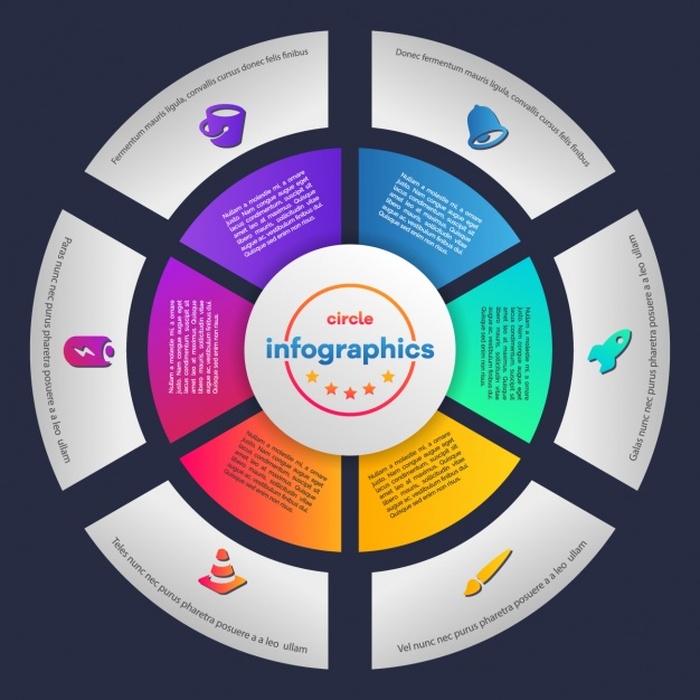 circle
infographics
Fermentum mauris ligula, convallis cursus donec felis finibus
Donec fermentum mauris ligula, convallis cursus felis finibus
Galas nunc nec purus pharetra posuere a a leo ullam
Vel nunc nec purus pharetra posuere a a leo ullam
Teles nunc nec purus pharetra posuere a a leo ullam
Paras nunc nec purus pharetra posuere a a leo ullam
Nullam a molestie mi, a mattis
justo. Nam congue augue eget
lacus condimentum, suscipit sit
amet leo at maximus. Quisque
libero mauris, sollicitudin vitae
augue ac, vestibulum finibus dui.
Quisque sed enim non risus.
Nullam a molestie mi, a mattis
justo. Nam congue augue eget
lacus condimentum, suscipit sit
amet leo at maximus. Quisque
libero mauris, sollicitudin vitae
augue ac, vestibulum finibus dui.
Quisque sed enim non risus.
Nullam a molestie mi, a mattis
justo. Nam congue augue eget
lacus condimentum, suscipit sit
amet leo at maximus. Quisque
libero mauris, sollicitudin vitae
augue ac, vestibulum finibus dui.
Quisque sed enim non risus.
Nullam a molestie mi, a mattis
justo. Nam congue augue eget
lacus condimentum, suscipit sit
amet leo at maximus. Quisque
libero mauris, sollicitudin vitae
augue ac, vestibulum finibus dui.
Quisque sed enim non risus.
Nullam a molestie mi, a mattis
justo. Nam congue augue eget
lacus condimentum, suscipit sit
amet leo at maximus. Quisque
libero mauris, sollicitudin vitae
augue ac, vestibulum finibus dui.
Quisque sed enim non risus.
Nullam a molestie mi, a mattis
justo. Nam congue augue eget
lacus condimentum, suscipit sit
amet leo at maximus. Quisque
libero mauris, sollicitudin vitae
augue ac, vestibulum finibus dui.
Quisque sed enim non risus.